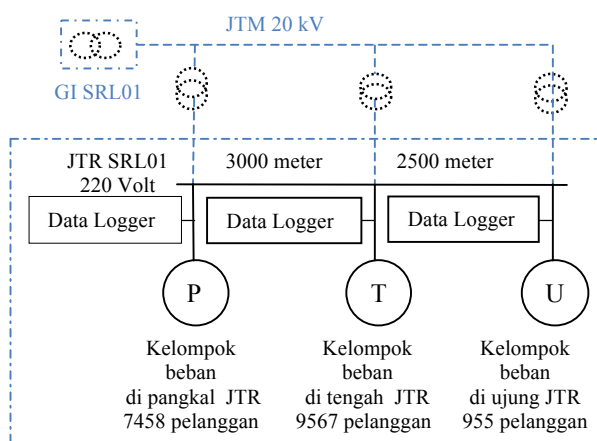 JTM 20 kV
GI SRL01
JTR SRL01
220 Volt
3000 meter
2500 meter
Data Logger
Data Logger
Data Logger
P
T
U
Kelompok
beban
di pangkal JTR
7458 pelanggan
Kelompok
beban
di tengah JTR
9567 pelanggan
Kelompok
beban
di ujung JTR
955 pelanggan